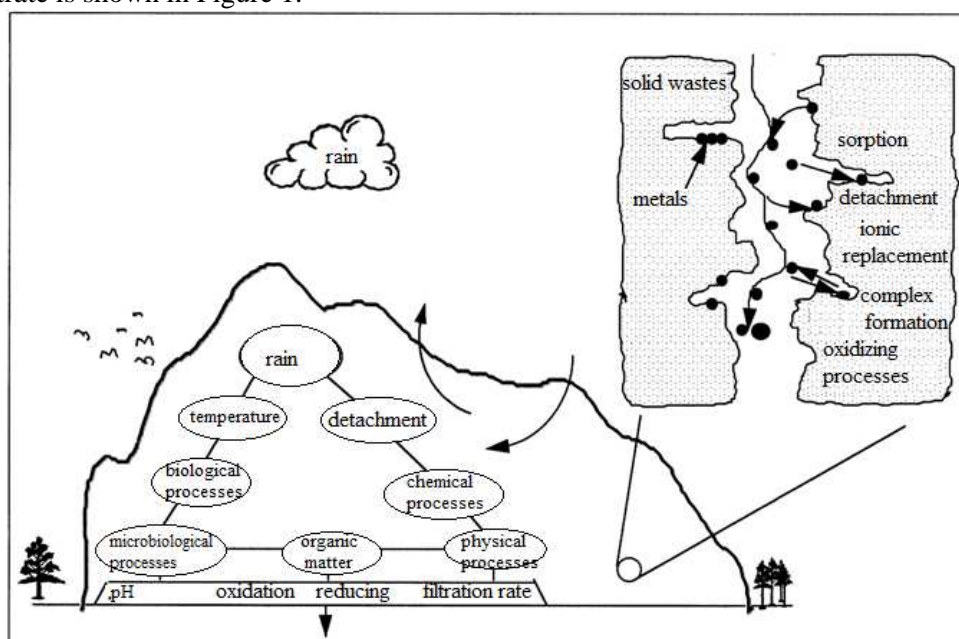 trate is shown in Figure 1.
solid wastes
rain
sorption
metals
detachment
ionic
replacement
complex
formation
oxidizing
processes
rain
temperature
detachment
biological
processes
chemical
processes
microbiological
processes
organic
matter
physical
processes
.pH oxidation reducing filtration rate